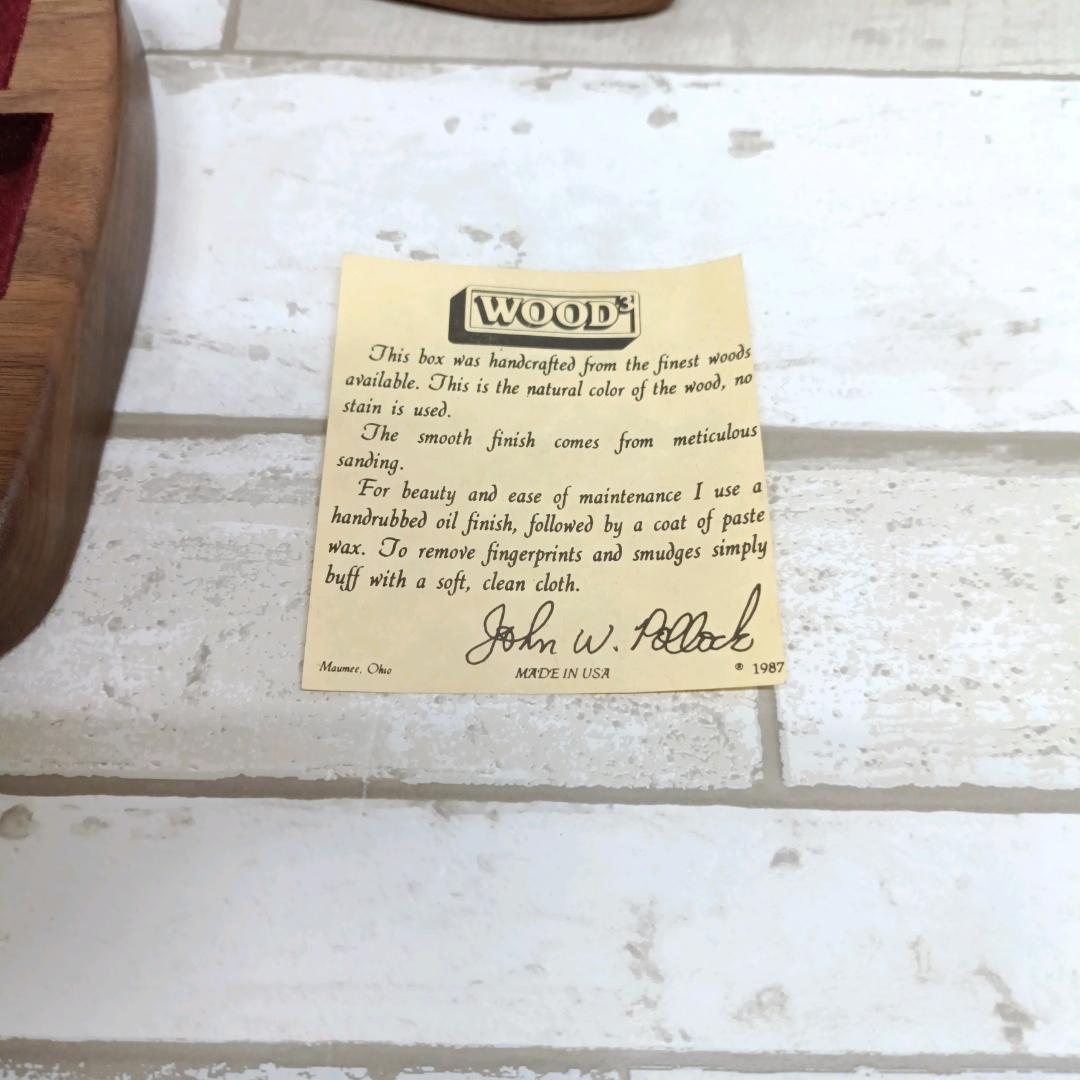 WOOD³
This box was handcrafted from the finest woods
available. This is the natural color of the wood, no
stain is used.
The smooth finish comes from meticulous
sanding.
For beauty and ease of maintenance I use a
handrubbed oil finish, followed by a coat of paste
wax. To remove fingerprints and smudges simply
buff with a soft, clean cloth.
John W. Pollock
Maumee, Ohio MADE IN USA ® 1987